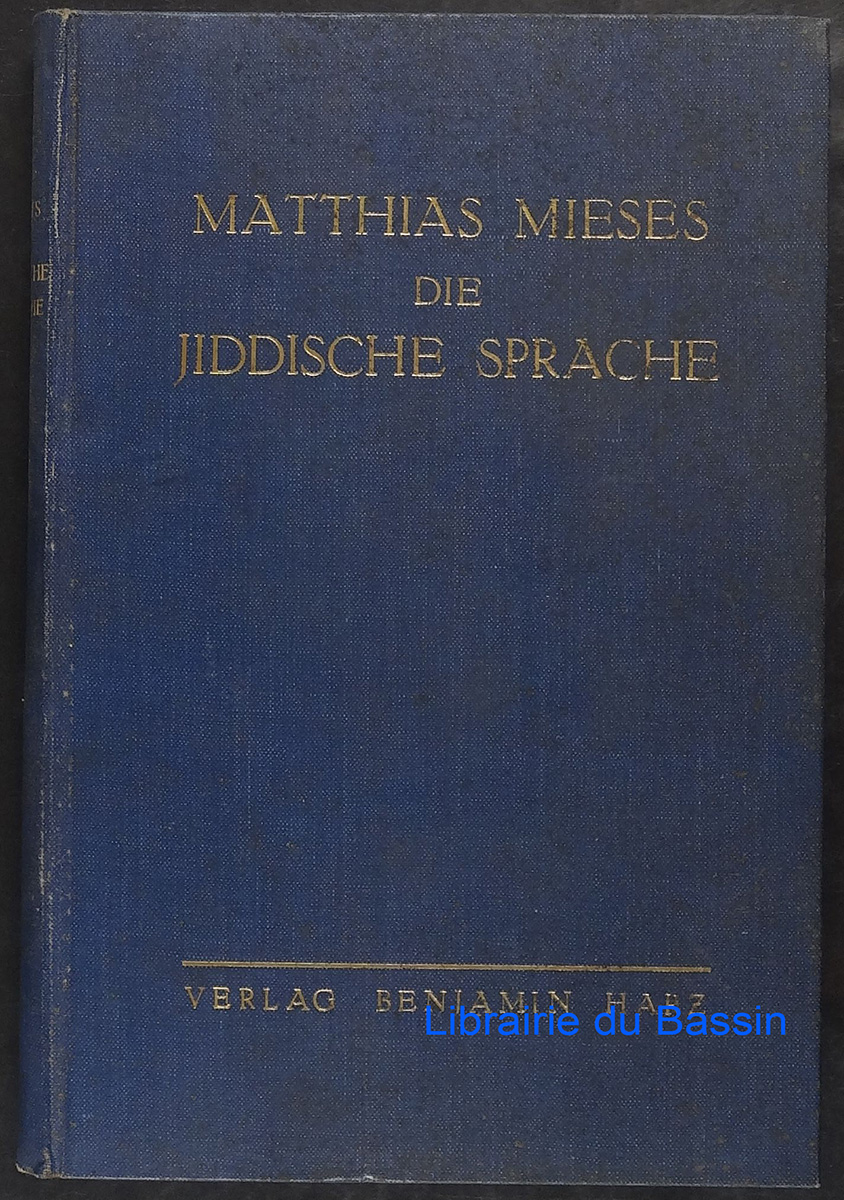 MATTHIAS MIESES
DIE
JIDDISCHE SPRACHE
VERLAG BENJAMIN HARZ
Librairie du Bassin